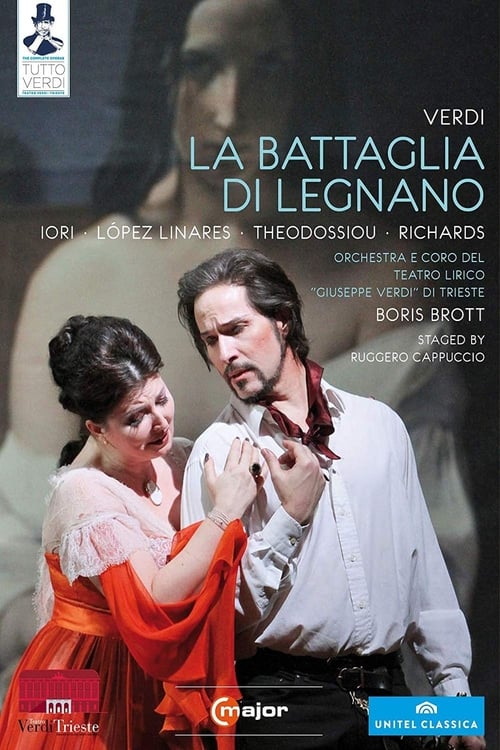 THE COMPLETE OPERAS
TUTTO
VERDI
TEATRO VERDI · TRIESTE
VERDI
LA BATTAGLIA
DI LEGNANO
IORI · LÓPEZ LINARES · THEODOSSIOU · RICHARDS
ORCHESTRA E CORO DEL
TEATRO LIRICO
"GIUSEPPE VERDI" DI TRIESTE
BORIS BROTT
STAGED BY
RUGGERO CAPPUCCIO
Teatro
Verdi Trieste
C major
UNITEL CLASSICA